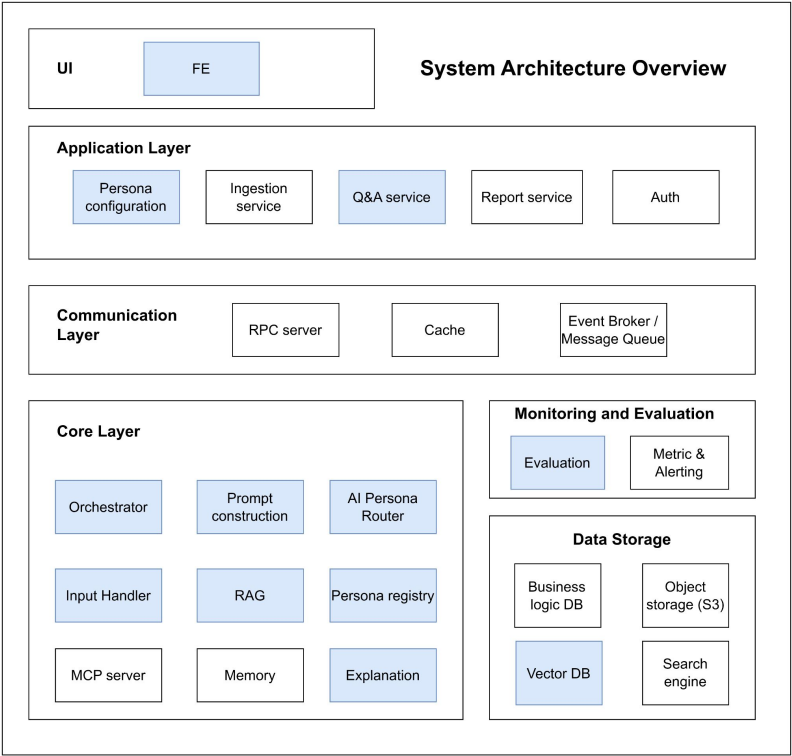 UI
FE
System Architecture Overview
Application Layer
Persona
configuration
Ingestion
service
Q&A service
Report service
Auth
Communication
Layer
RPC server
Cache
Event Broker /
Message Queue
Core Layer
Orchestrator
Prompt
construction
AI Persona
Router
Input Handler
RAG
Persona registry
MCP server
Memory
Explanation
Monitoring and Evaluation
Evaluation
Metric &
Alerting
Data Storage
Business
logic DB
Object
storage (S3)
Vector DB
Search
engine